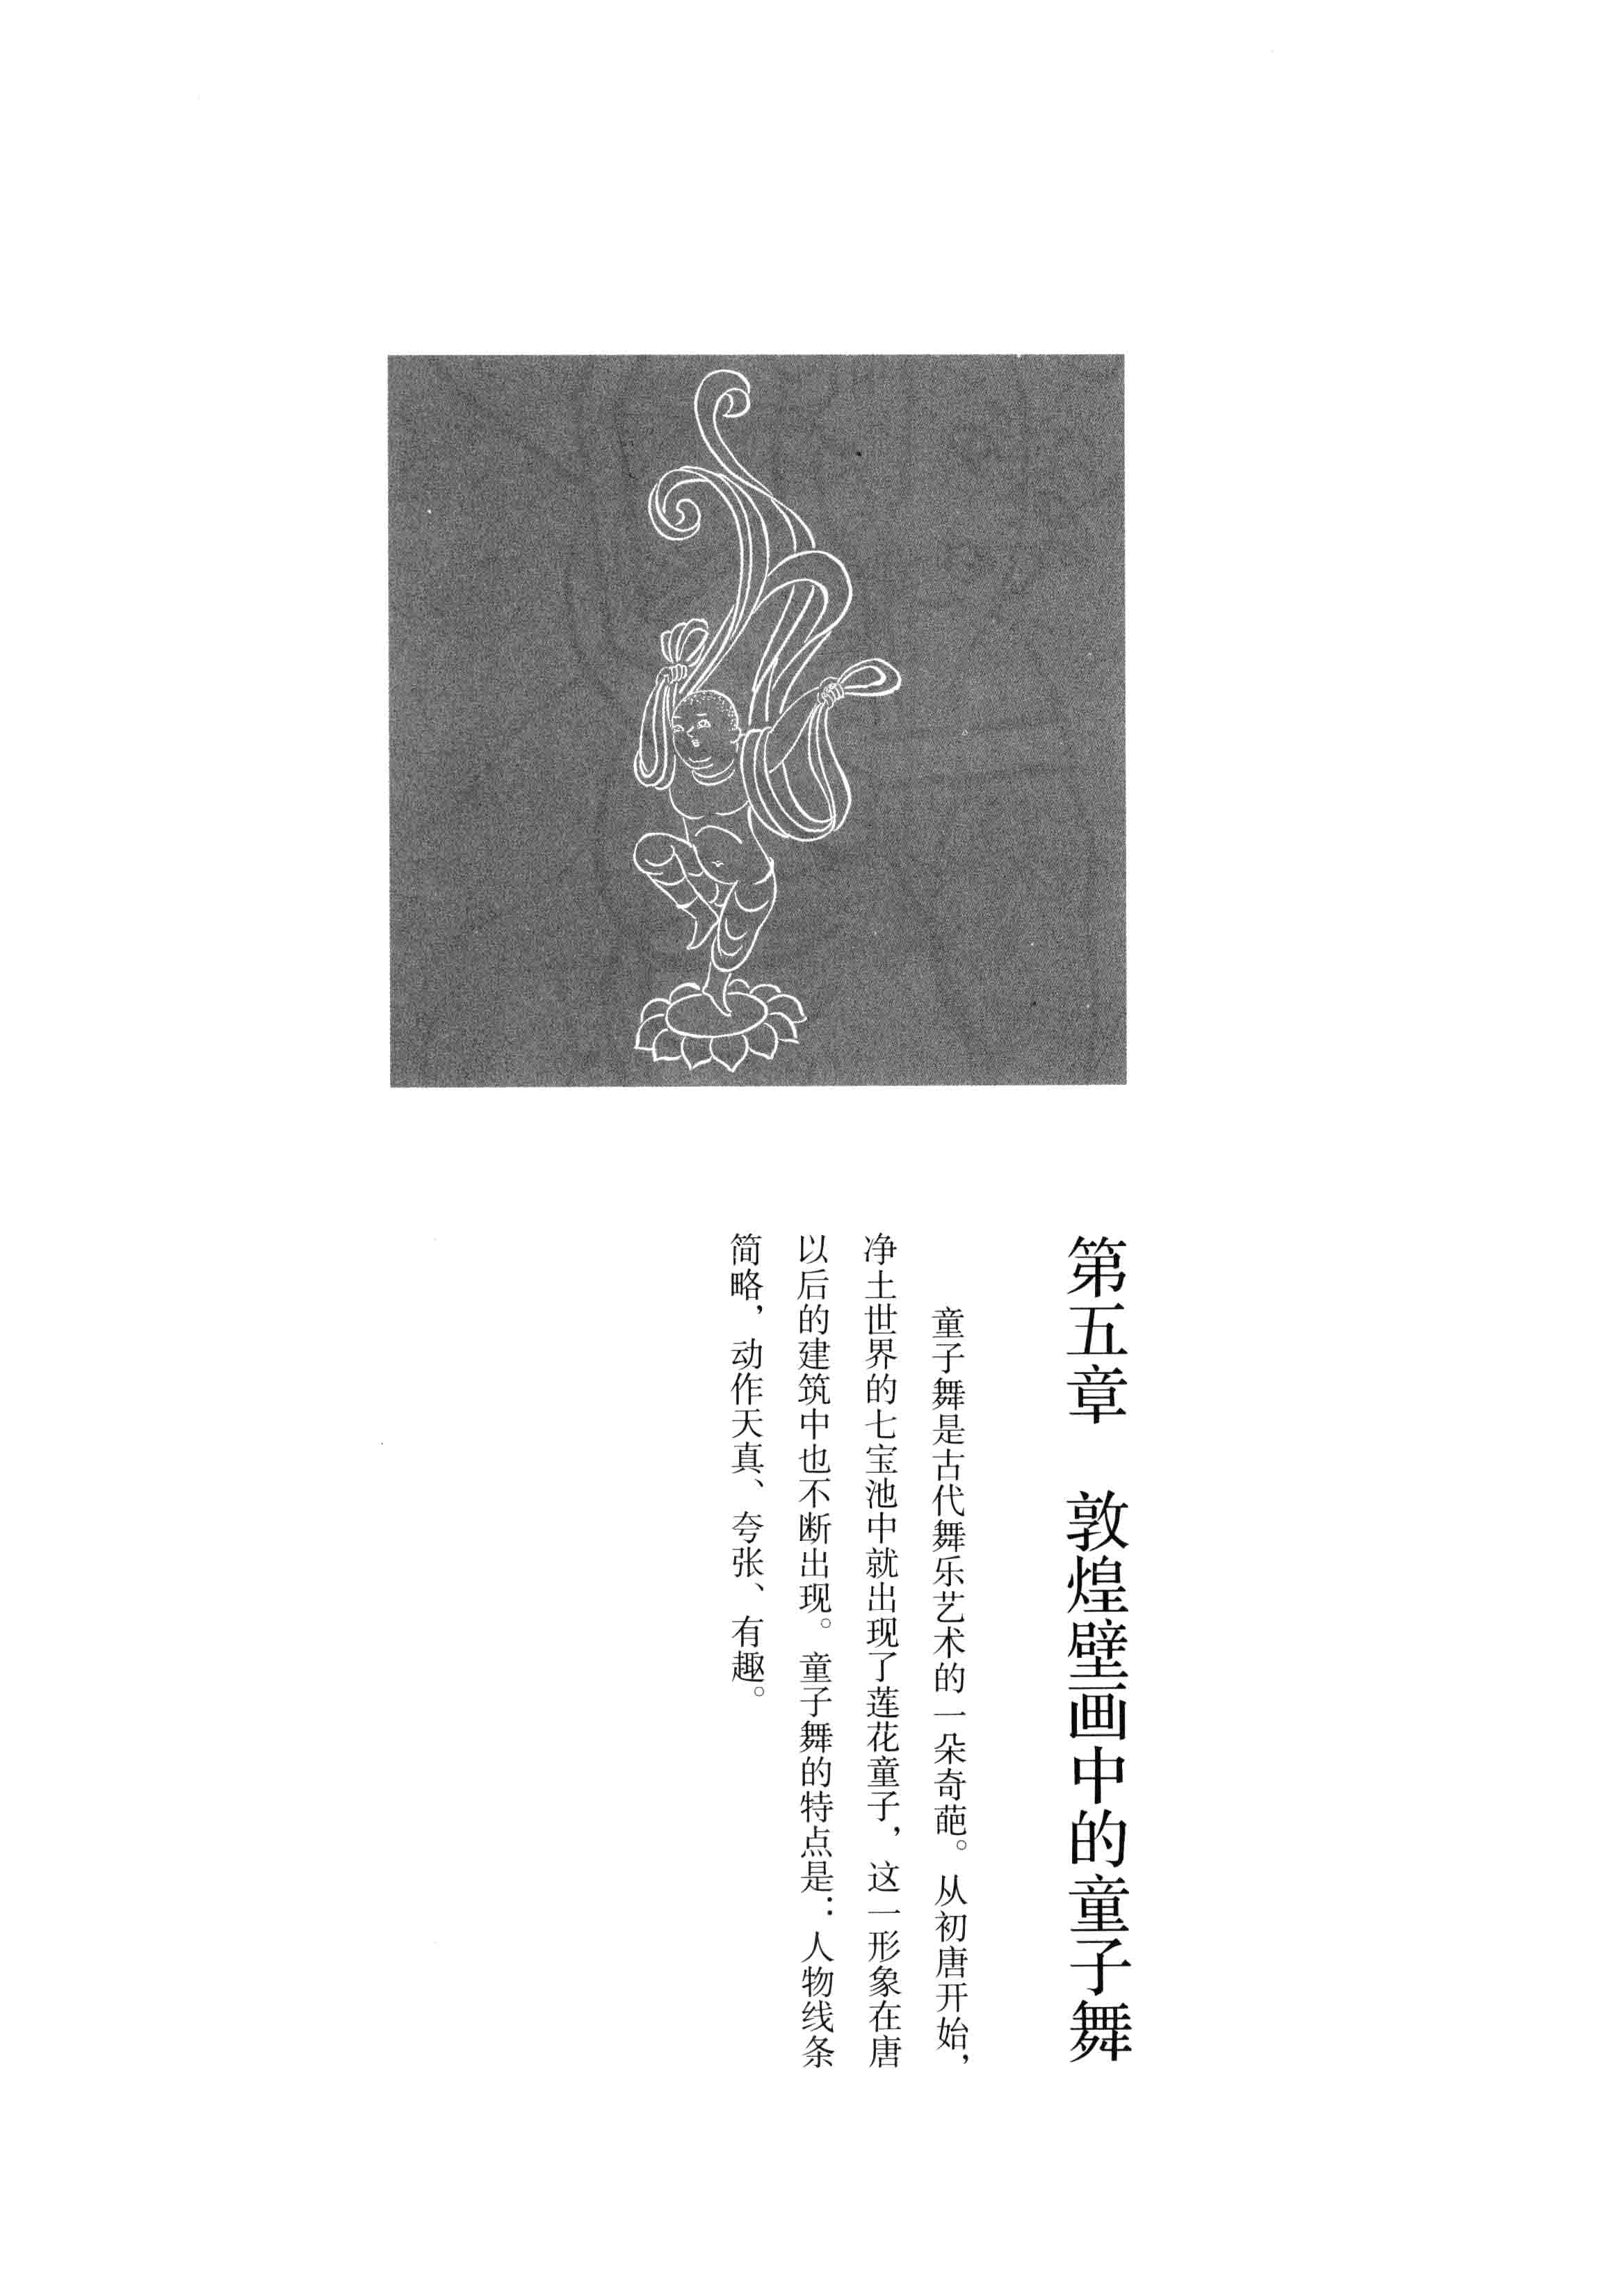 第五章　敦煌壁画中的童子舞
童子舞是古代舞乐艺术的一朵奇葩。从初唐开始，
净土世界的七宝池中就出现了莲花童子，这一形象在唐
以后的建筑中也不断出现。童子舞的特点是：人物线条
简略，动作天真、夸张、有趣。